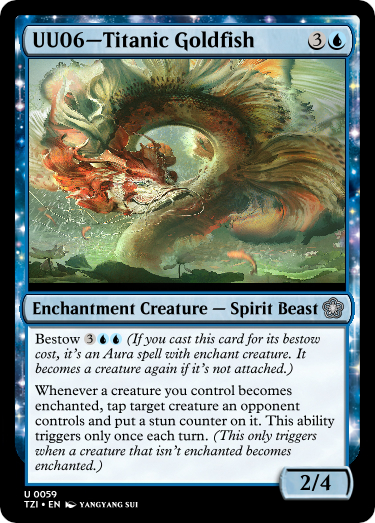 UU06—Titanic Goldfish 3
Enchantment Creature — Spirit Beast
Bestow 3 (If you cast this card for its bestow
cost, it's an Aura spell with enchant creature. It
becomes a creature again if it's not attached.)
Whenever a creature you control becomes
enchanted, tap target creature an opponent
controls and put a stun counter on it. This ability
triggers only once each turn. (This only triggers
when a creature that isn't enchanted becomes
enchanted.)
2/4
U 0059
TZI • EN YANGYANG SUI